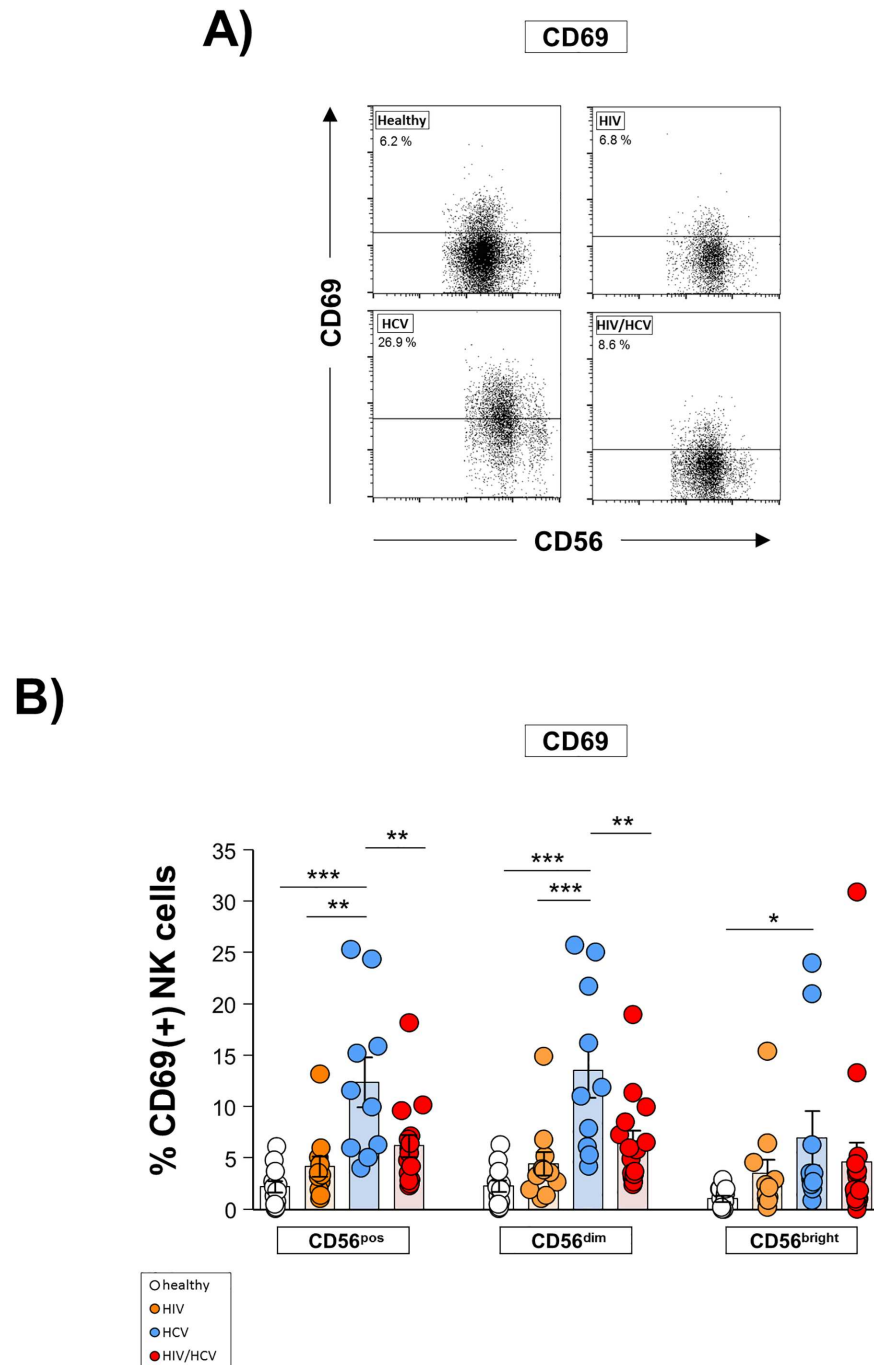 A)
CD69
Healthy
6.2 %
HIV
6.8 %
CD69
HCV
26.9 %
HIV/HCV
8.6 %
CD56
B)
CD69
% CD69(+) NK cells
35
30
25
20
15
10
5
0
***
**
**
***
***
**
*
CD56pos
CD56dim
CD56bright
healthy
HIV
HCV
HIV/HCV